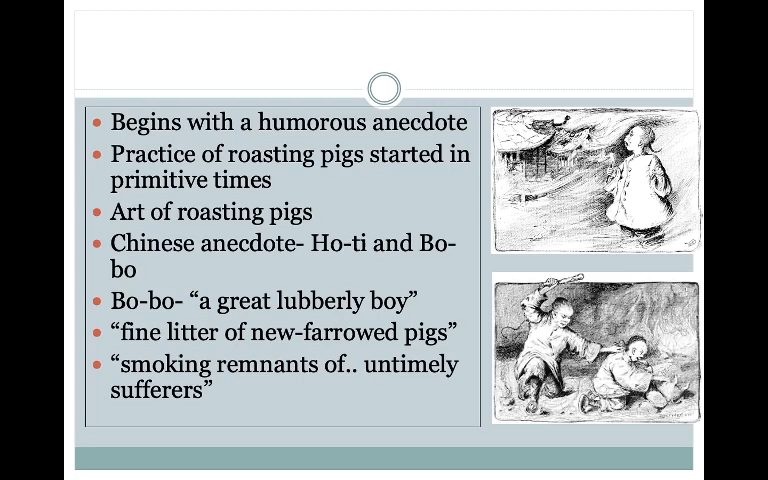 Begins with a humorous anecdote
Practice of roasting pigs started in
primitive times
Art of roasting pigs
Chinese anecdote- Ho-ti and Bo-
bo
Bo-bo- “a great lubberly boy”
“fine litter of new-farrowed pigs”
“smoking remnants of.. untimely
sufferers”